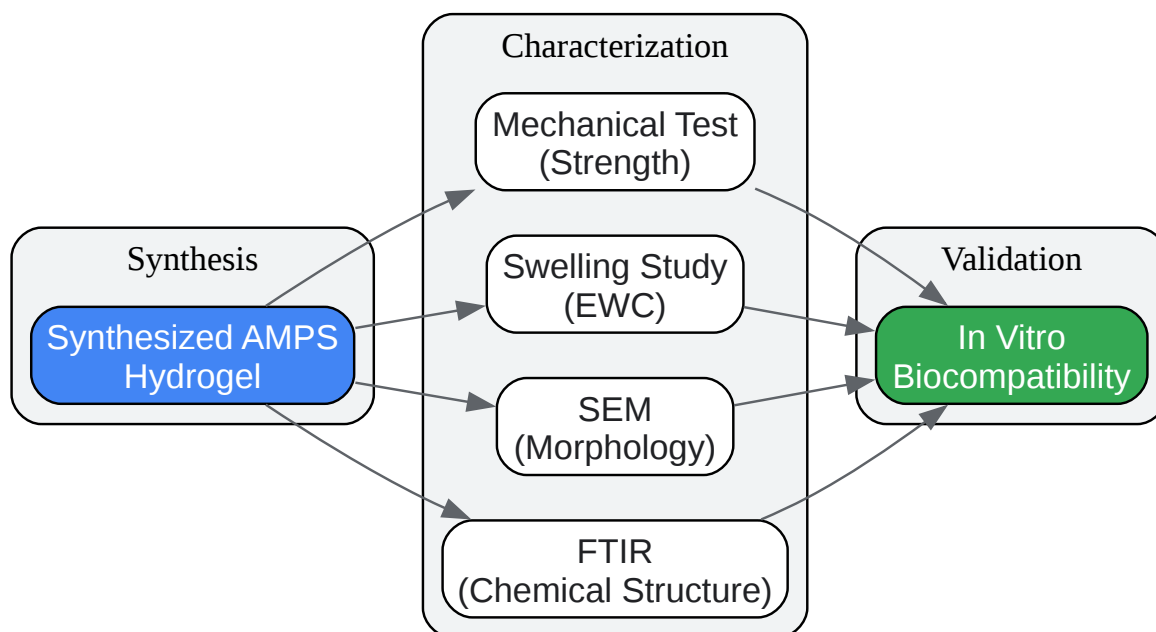 Synthesis
Synthesized AMPS
Hydrogel
Characterization
Mechanical Test
(Strength)
Swelling Study
(EWC)
SEM
(Morphology)
FTIR
(Chemical Structure)
Validation
In Vitro
Biocompatibility